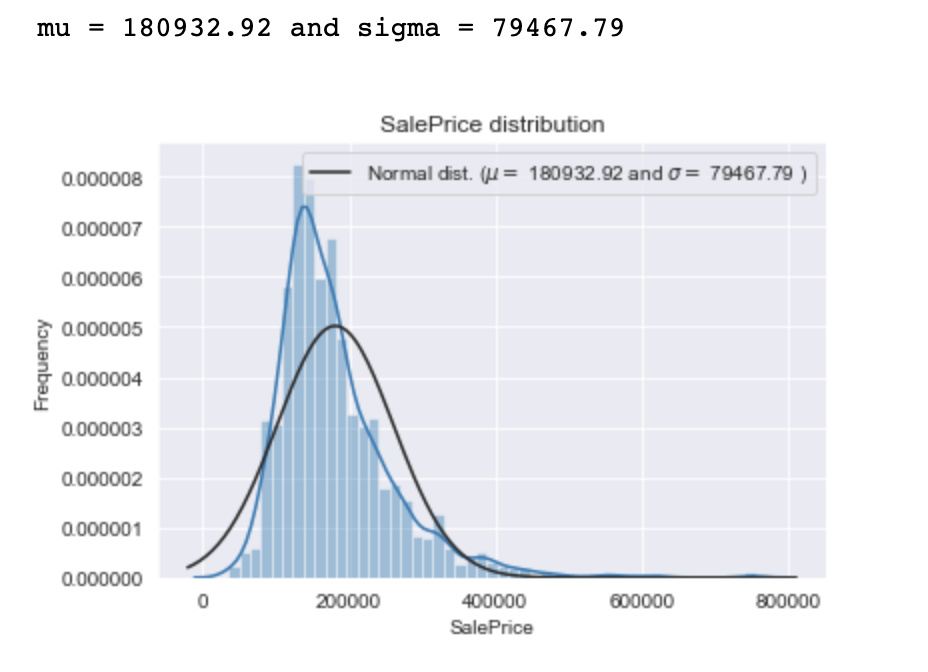 mu = 180932.92 and sigma = 79467.79
SalePrice distribution
Normal dist. (μ = 180932.92 and σ = 79467.79 )
0.000008
0.000007
0.000006
0.000005
0.000004
0.000003
0.000002
0.000001
0.000000
Frequency
0 200000 400000 600000 800000
SalePrice